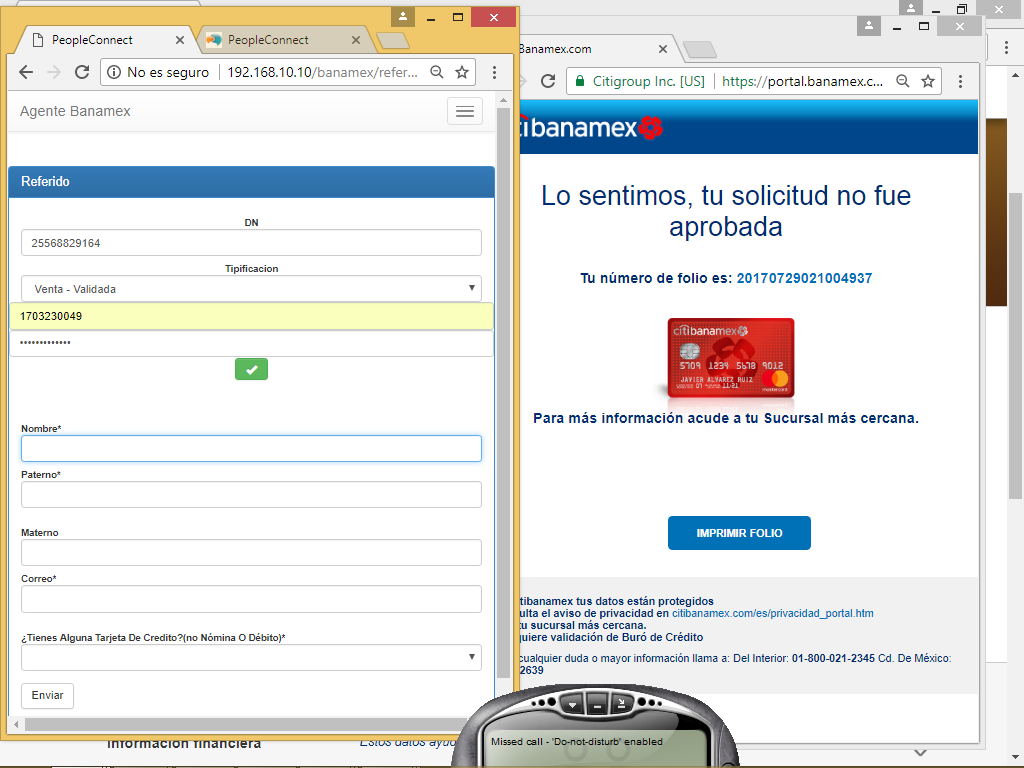 PeopleConnect
PeopleConnect
No es seguro
192.168.10.10/banamex/refer...
Agente Banamex
Referido
DN
25568829164
Tipificacion
Venta - Validada
1703230049
•••••••••••••
Nombre*
Paterno*
Materno
Correo*
¿Tienes Alguna Tarjeta De Credito?(no Nómina O Débito)*
Enviar
Banamex.com
Citigroup Inc. [US]
https://portal.banamex.c...
citibanamex
Lo sentimos, tu solicitud no fue
aprobada
Tu número de folio es: 20170729021004937
citibanamex
5709 1234 5678 9012
JAVIER ALVAREZ RUIZ
mastercard
Para más información acude a tu Sucursal más cercana.
IMPRIMIR FOLIO
tibanamex tus datos están protegidos
ulta el aviso de privacidad en citibanamex.com/es/privacidad_portal.htm
tu sucursal más cercana.
uiere validación de Buró de Crédito
cualquier duda o mayor información llama a: Del Interior: 01-800-021-2345 Cd. De México:
2639
Información financiera
Estos datos ayud
Missed call - 'Do-not-disturb' enabled